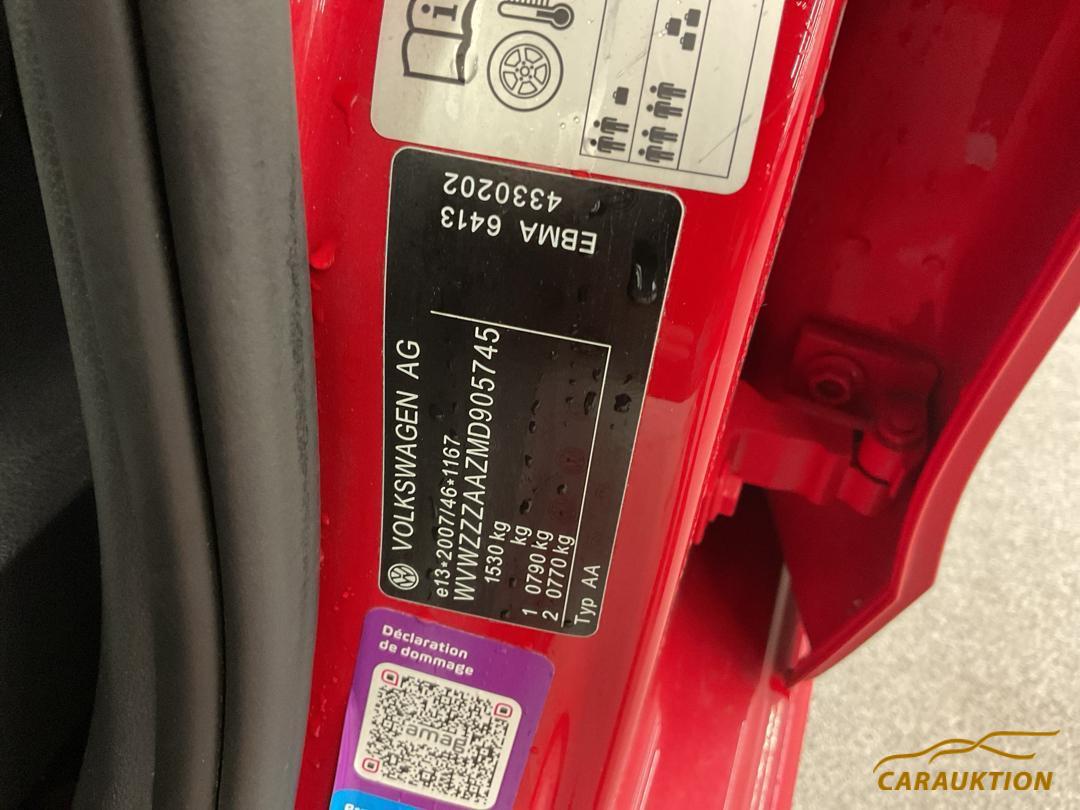 VOLKSWAGEN AG
e13*2007/46*1167
WVWZZZAAZMD905745
1530 kg
1 0790 kg
2 0770 kg
Typ AA
EBMA 6413
4330202
Déclaration
de dommage
amag
CARAUKTION